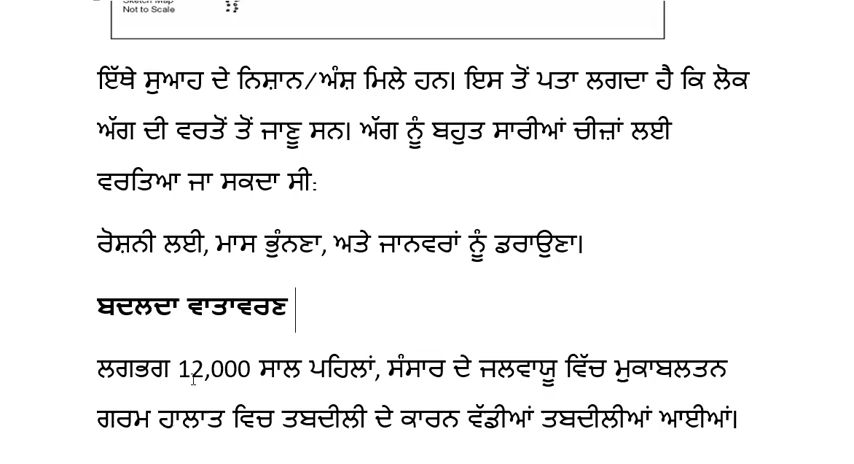 Sketch Map
Not to Scale
ਇੱਥੇ ਸੁਆਹ ਦੇ ਨਿਸ਼ਾਨ/ਅੰਸ਼ ਮਿਲੇ ਹਨ। ਇਸ ਤੋਂ ਪਤਾ ਲਗਦਾ ਹੈ ਕਿ ਲੋਕ
ਅੱਗ ਦੀ ਵਰਤੋਂ ਤੋਂ ਜਾਣੂ ਸਨ। ਅੱਗ ਨੂੰ ਬਹੁਤ ਸਾਰੀਆਂ ਚੀਜ਼ਾਂ ਲਈ
ਵਰਤਿਆ ਜਾ ਸਕਦਾ ਸੀ:
ਰੋਸ਼ਨੀ ਲਈ, ਮਾਸ ਭੁੰਨਣਾ, ਅਤੇ ਜਾਨਵਰਾਂ ਨੂੰ ਡਰਾਉਣਾ।
ਬਦਲਦਾ ਵਾਤਾਵਰਣ
ਲਗਭਗ 12,000 ਸਾਲ ਪਹਿਲਾਂ, ਸੰਸਾਰ ਦੇ ਜਲਵਾਯੂ ਵਿੱਚ ਮੁਕਾਬਲਤਨ
ਗਰਮ ਹਾਲਾਤ ਵਿਚ ਤਬਦੀਲੀ ਦੇ ਕਾਰਨ ਵੱਡੀਆਂ ਤਬਦੀਲੀਆਂ ਆਈਆਂ।